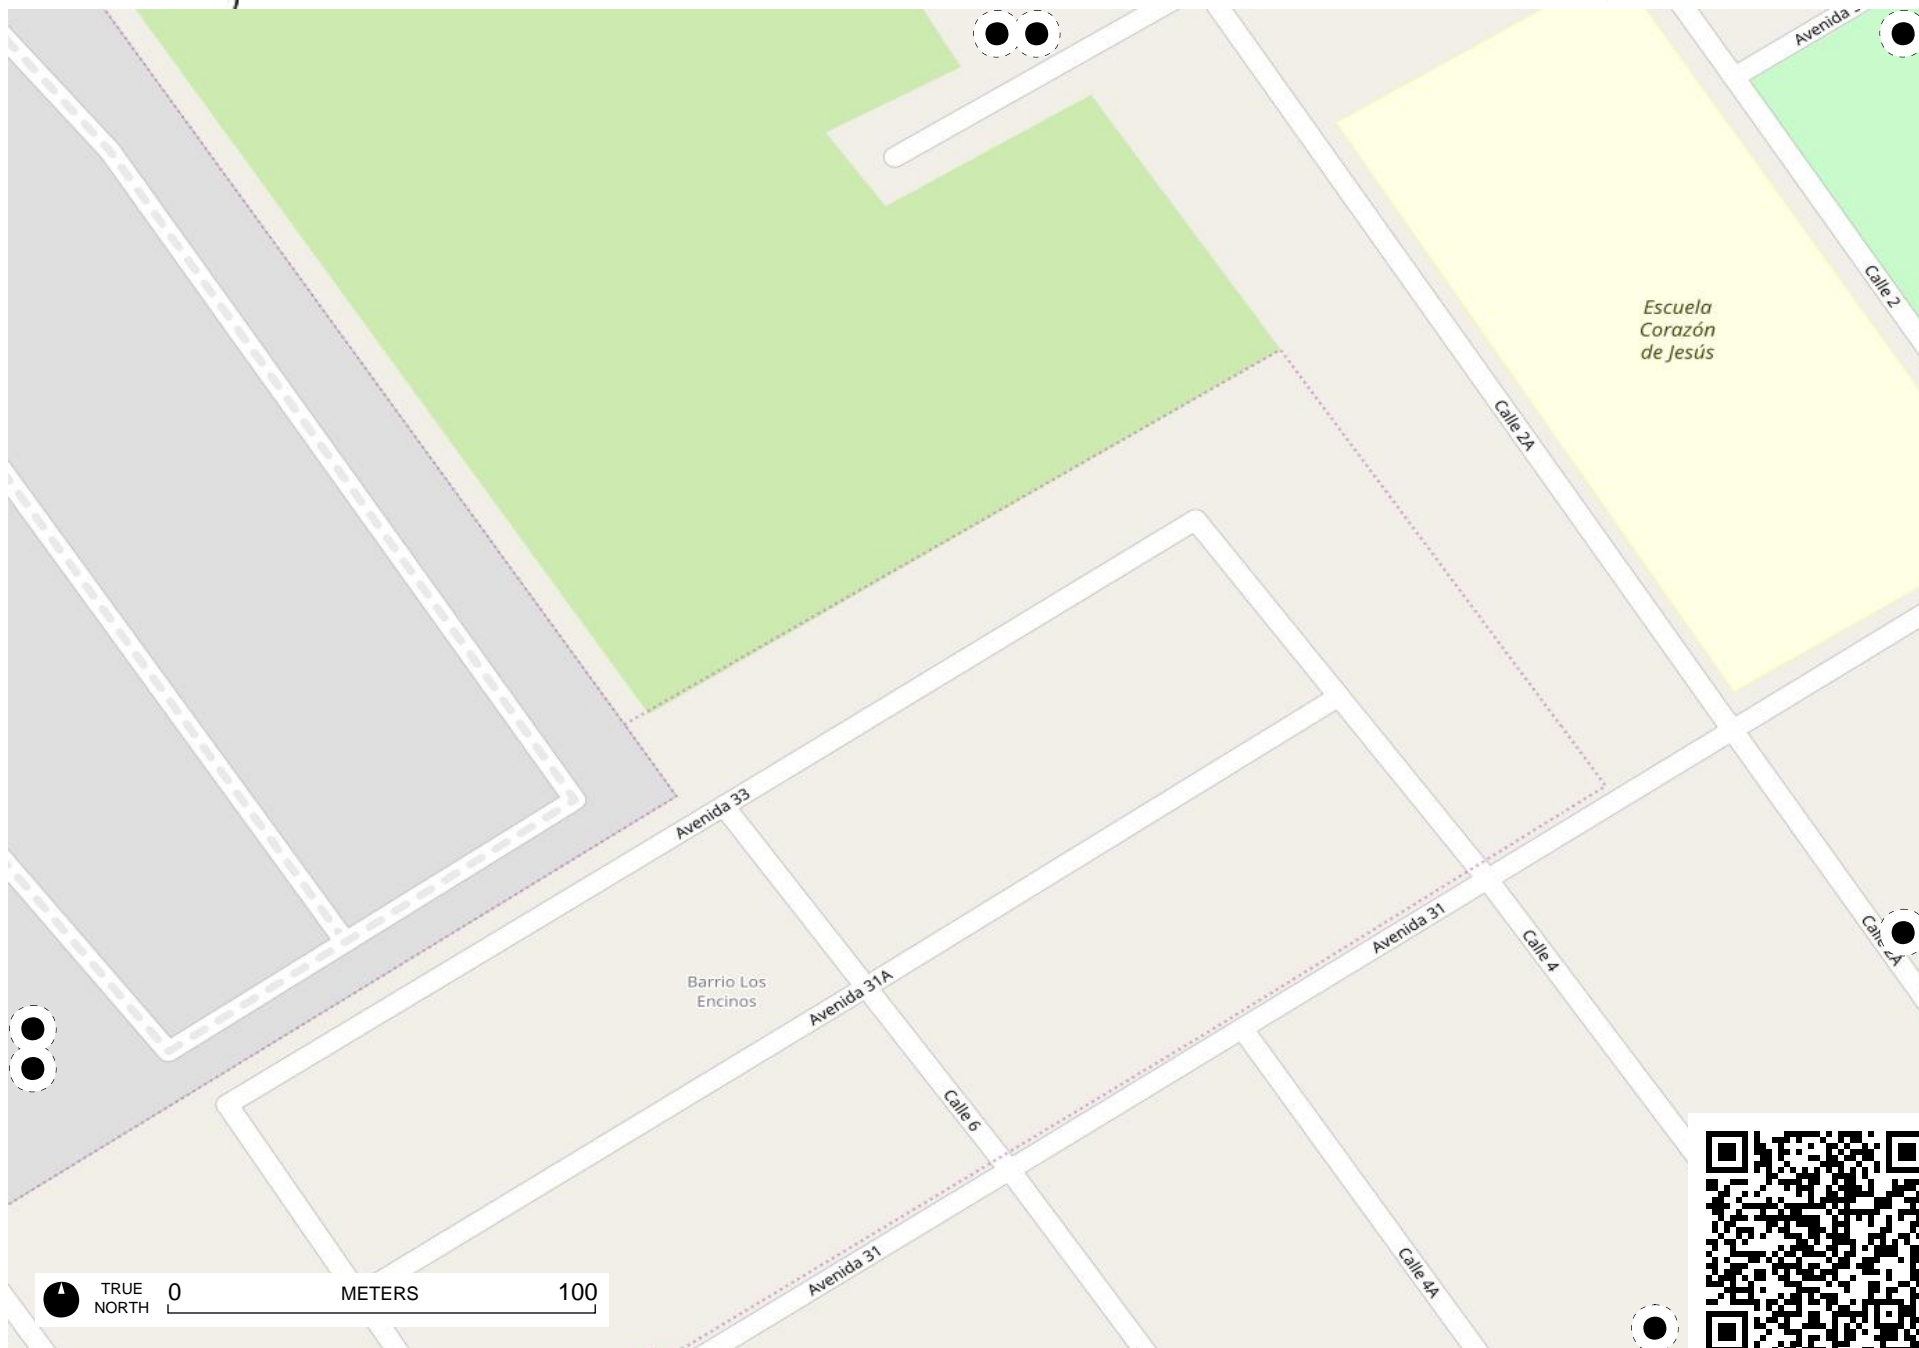 Avenida
Calle 2
Escuela
Corazón
de Jesús
Calle 2A
Avenida 33
Avenida 31
Calle 4
Barrio Los
Encinos
Avenida 31A
Calle 6
Avenida 31
Calle 4A
TRUE
NORTH
0 METERS 100